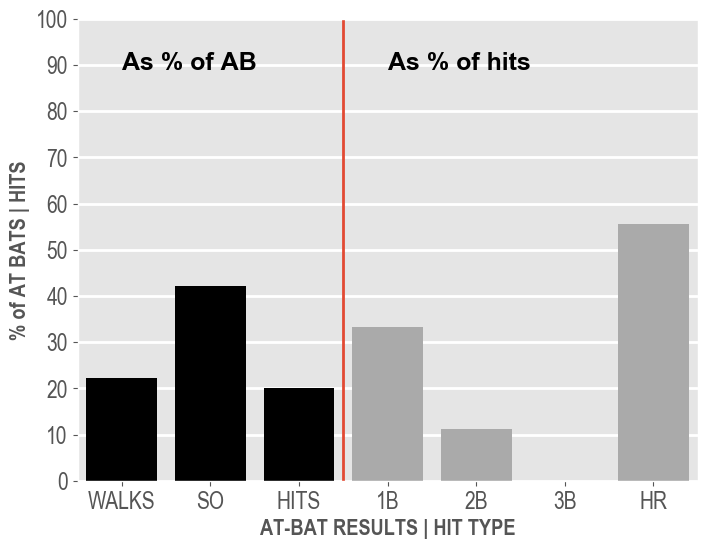 100
90
80
70
60
50
40
30
20
10
0
% of AT BATS | HITS
As % of AB
As % of hits
WALKS SO HITS 1B 2B 3B HR
AT-BAT RESULTS | HIT TYPE